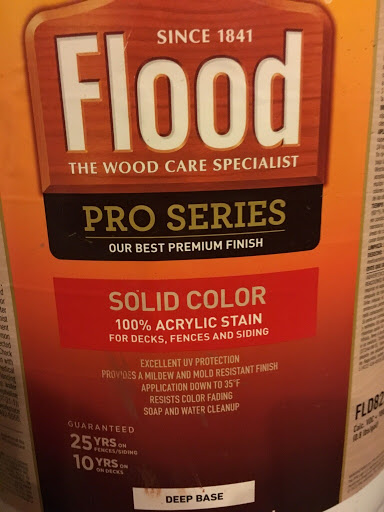 SINCE 1841
Flood
THE WOOD CARE SPECIALIST
PRO SERIES
OUR BEST PREMIUM FINISH
SOLID COLOR
100% ACRYLIC STAIN
FOR DECKS, FENCES AND SIDING
EXCELLENT UV PROTECTION
PROVIDES A MILDEW AND MOLD RESISTANT FINISH
APPLICATION DOWN TO 35°F
RESISTS COLOR FADING
SOAP AND WATER CLEANUP
GUARANTEED
25 YRS ON FENCES/SIDING
10 YRS ON DECKS
DEEP BASE
FLD82